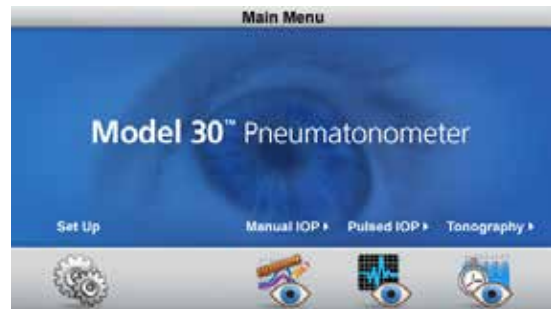 Main Menu
Model 30™ Pneumatonometer
Set Up Manual IOP Pulsed IOP Tonography